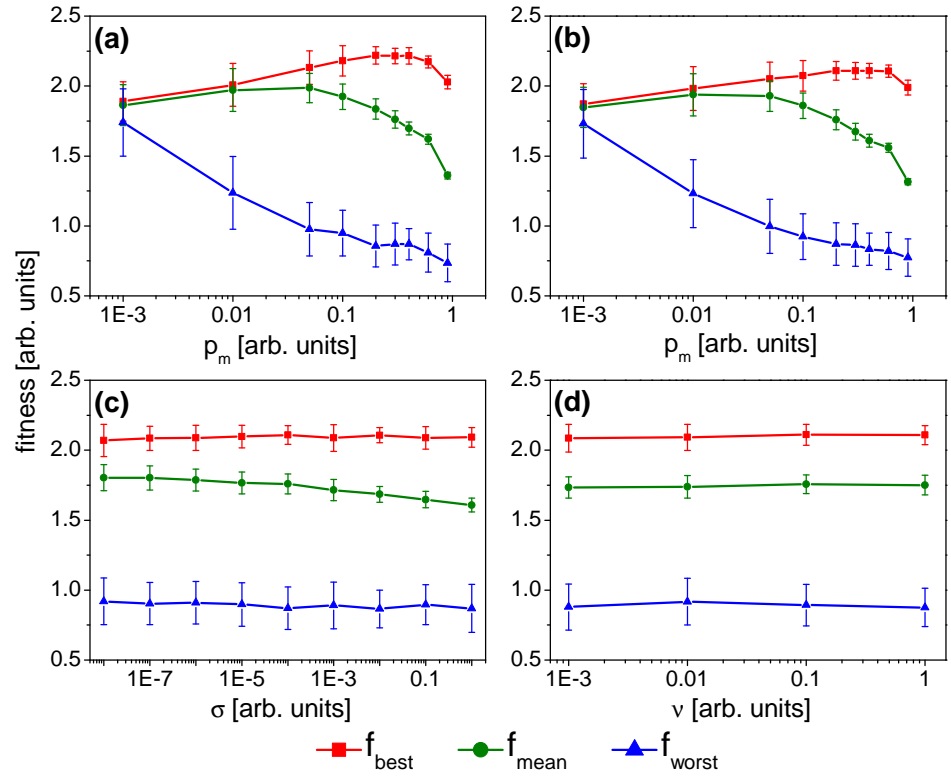 (a)
2.5
2.0
1.5
1.0
0.5
1E-3 0.01 0.1 1
p_m [arb. units]
(b)
2.5
2.0
1.5
1.0
0.5
1E-3 0.01 0.1 1
p_m [arb. units]
fitness [arb. units]
(c)
2.5
2.0
1.5
1.0
0.5
1E-7 1E-5 1E-3 0.1
σ [arb. units]
(d)
2.5
2.0
1.5
1.0
0.5
1E-3 0.01 0.1 1
ν [arb. units]
f_best f_mean f_worst